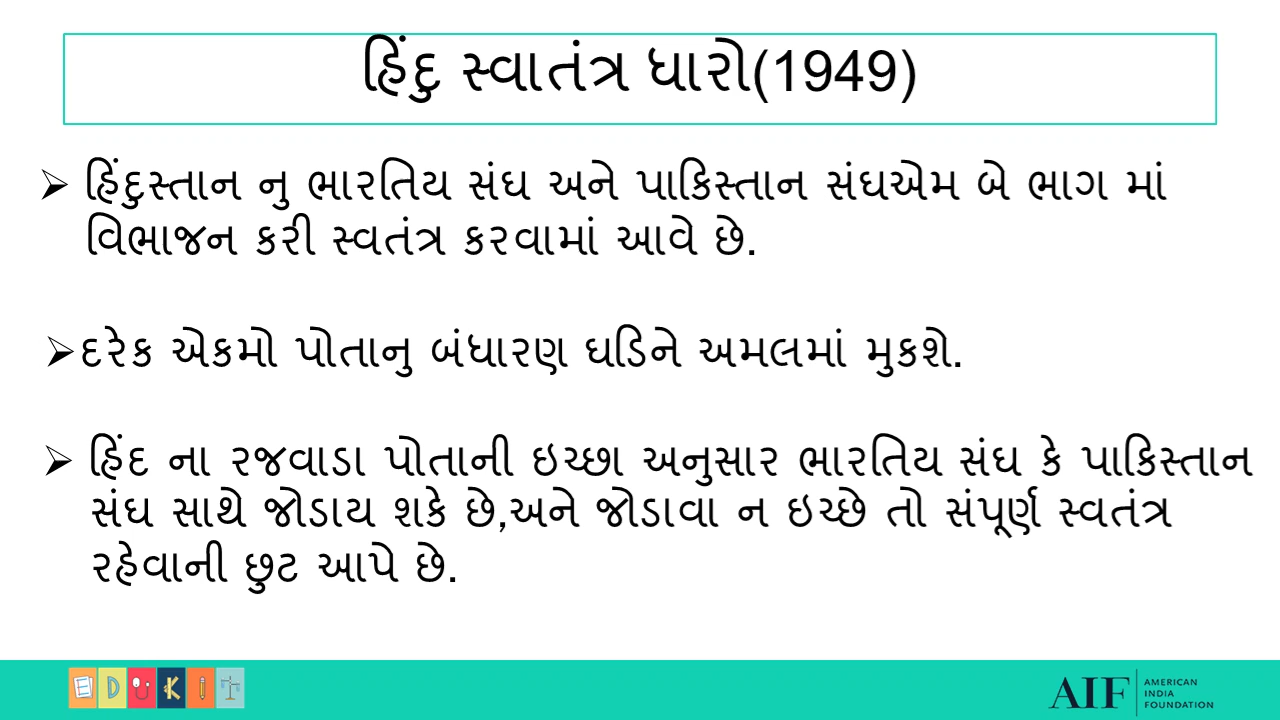 હિંદુ સ્વાતંત્ર ધારો(1949)
➢ હિંદુસ્તાન નુ ભારતિય સંઘ અને પાકિસ્તાન સંઘએમ બે ભાગ માં
વિભાજન કરી સ્વતંત્ર કરવામાં આવે છે.
➢દરેક એકમો પોતાનુ બંધારણ ઘડિને અમલમાં મુકશે.
➢ હિંદ ના રજવાડા પોતાની ઇચ્છા અનુસાર ભારતિય સંઘ કે પાકિસ્તાન
સંઘ સાથે જોડાય શકે છે,અને જોડાવા ન ઇચ્છે તો સંપૂર્ણ સ્વતંત્ર
રહેવાની છુટ આપે છે.
EDUKIT
AIF AMERICAN
INDIA
FOUNDATION